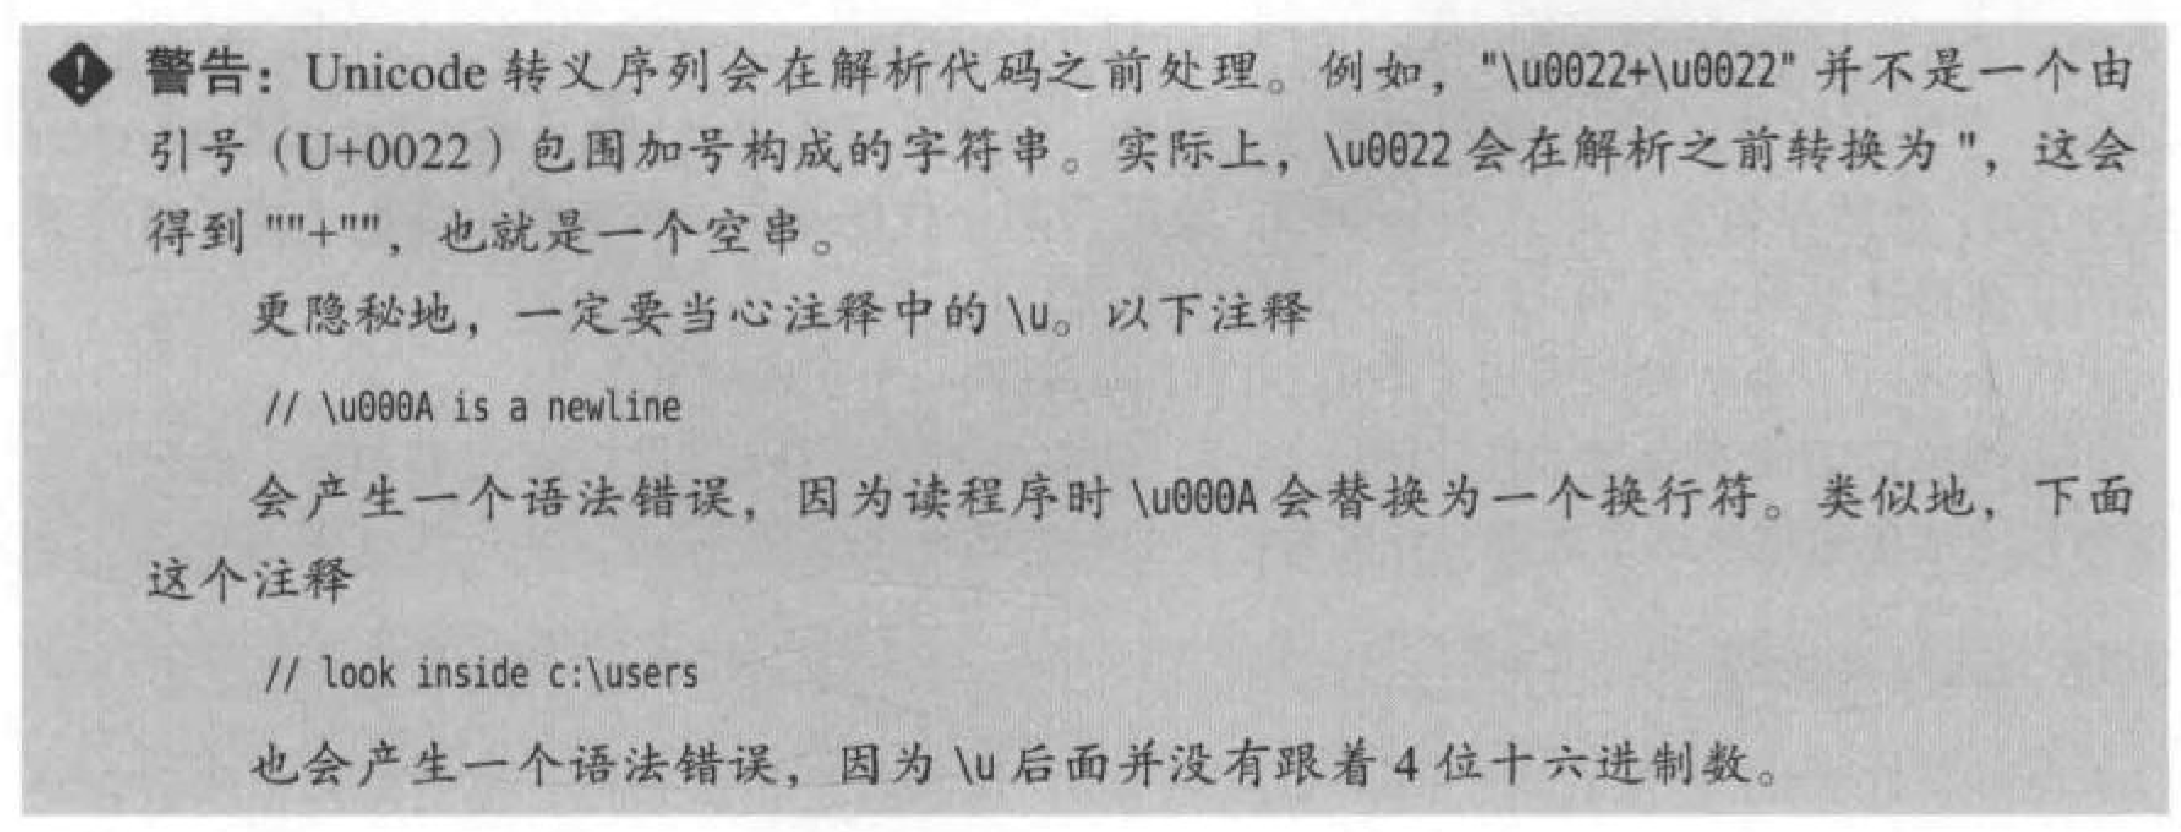 警告：Unicode 转义序列会在解析代码之前处理。例如，"\u0022+\u0022" 并不是一个由
引号（U+0022）包围加号构成的字符串。实际上，\u0022 会在解析之前转换为 "，这会
得到 ""+""，也就是一个空串。
更隐秘地，一定要当心注释中的 \u。以下注释
// \u000A is a newline
会产生一个语法错误，因为读程序时 \u000A 会替换为一个换行符。类似地，下面
这个注释
// look inside c:\users
也会产生一个语法错误，因为 \u 后面并没有跟着 4 位十六进制数。